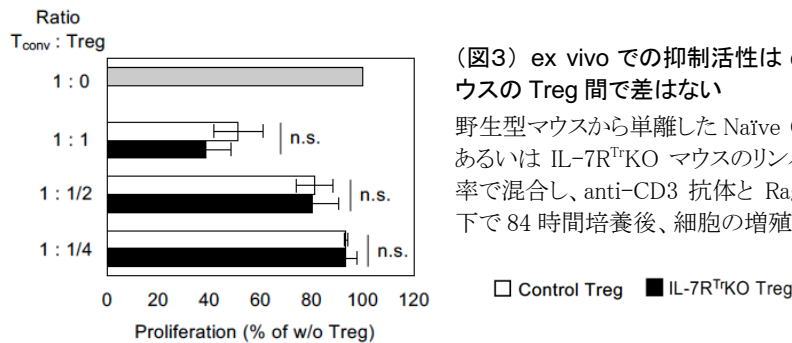 Ratio
Tconv : Treg
1 : 0
1 : 1
n.s.
1 : 1/2
n.s.
1 : 1/4
n.s.
0 20 40 60 80 100 120
Proliferation (% of w/o Treg)
(図3) ex vivo での抑制活性は
ウスの Treg 間で差はない
野生型マウスから単離した Naïve
あるいは IL-7RTrKO マウスのリン
率で混合し、anti-CD3 抗体と
下で 84 時間培養後、細胞の増殖
Control Treg IL-7RTrKO Treg